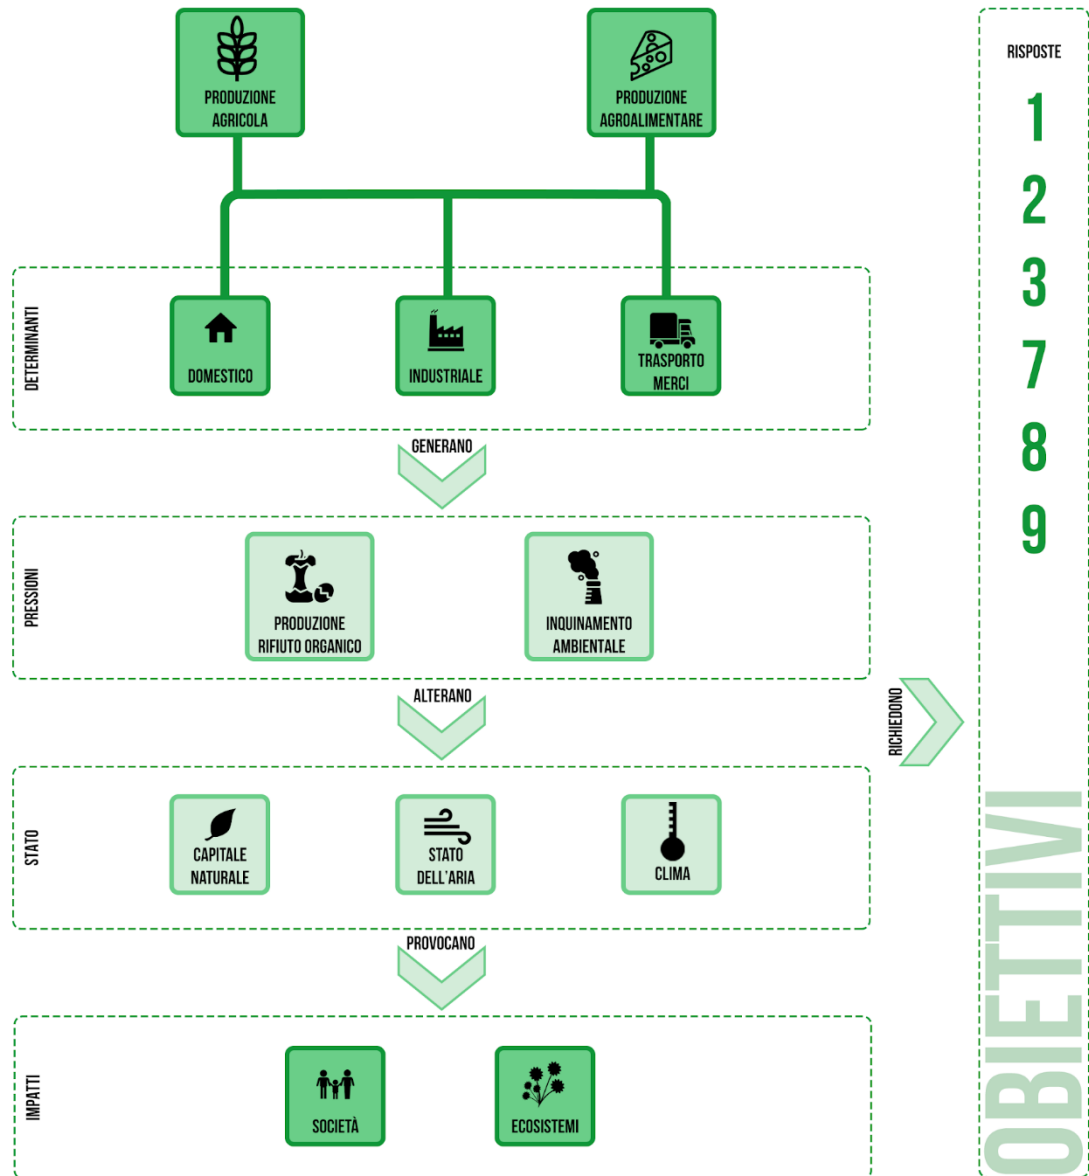 PRODUZIONE
AGRICOLA
PRODUZIONE
AGROALIMENTARE
DETERMINANTI
DOMESTICO
INDUSTRIALE
TRASPORTO
MERCI
GENERANO
PRESSIONI
PRODUZIONE
RIFIUTO ORGANICO
INQUINAMENTO
AMBIENTALE
ALTERANO
STATO
CAPITALE
NATURALE
STATO
DELL'ARIA
CLIMA
PROVOCANO
IMPATTI
SOCIETÀ
ECOSISTEMI
RICHIEDONO
RISPOSTE
1
2
3
7
8
9
OBIETTIVI